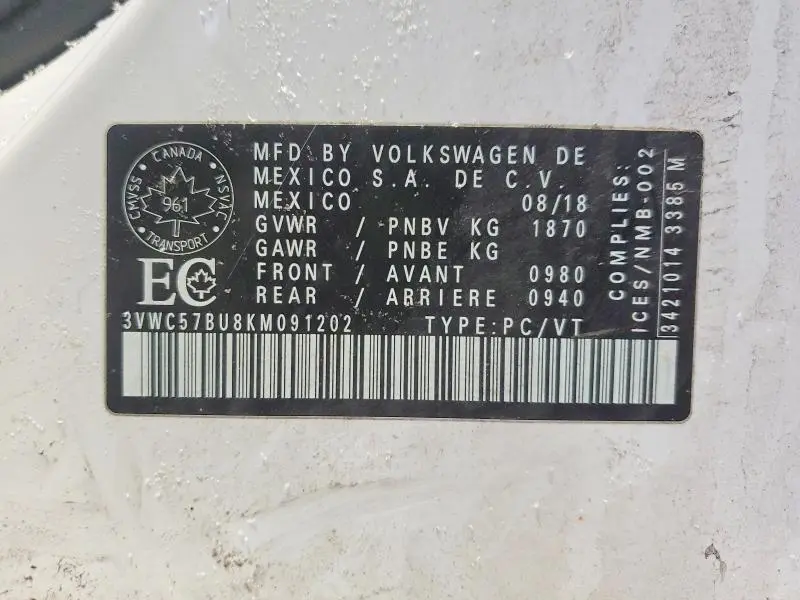 CANADA
CMVSS
NSVAC
961
TRANSPORT
EC
MFD BY VOLKSWAGEN DE
MEXICO S.A. DE C.V.
MEXICO 08/18
GVWR / PNBV KG 1870
GAWR / PNBE KG
FRONT / AVANT 0980
REAR / ARRIERE 0940
3VWC57BU8KM091202 TYPE:PC/VT
COMPLIES:
ICES/NMB-002
3421014 3385 M